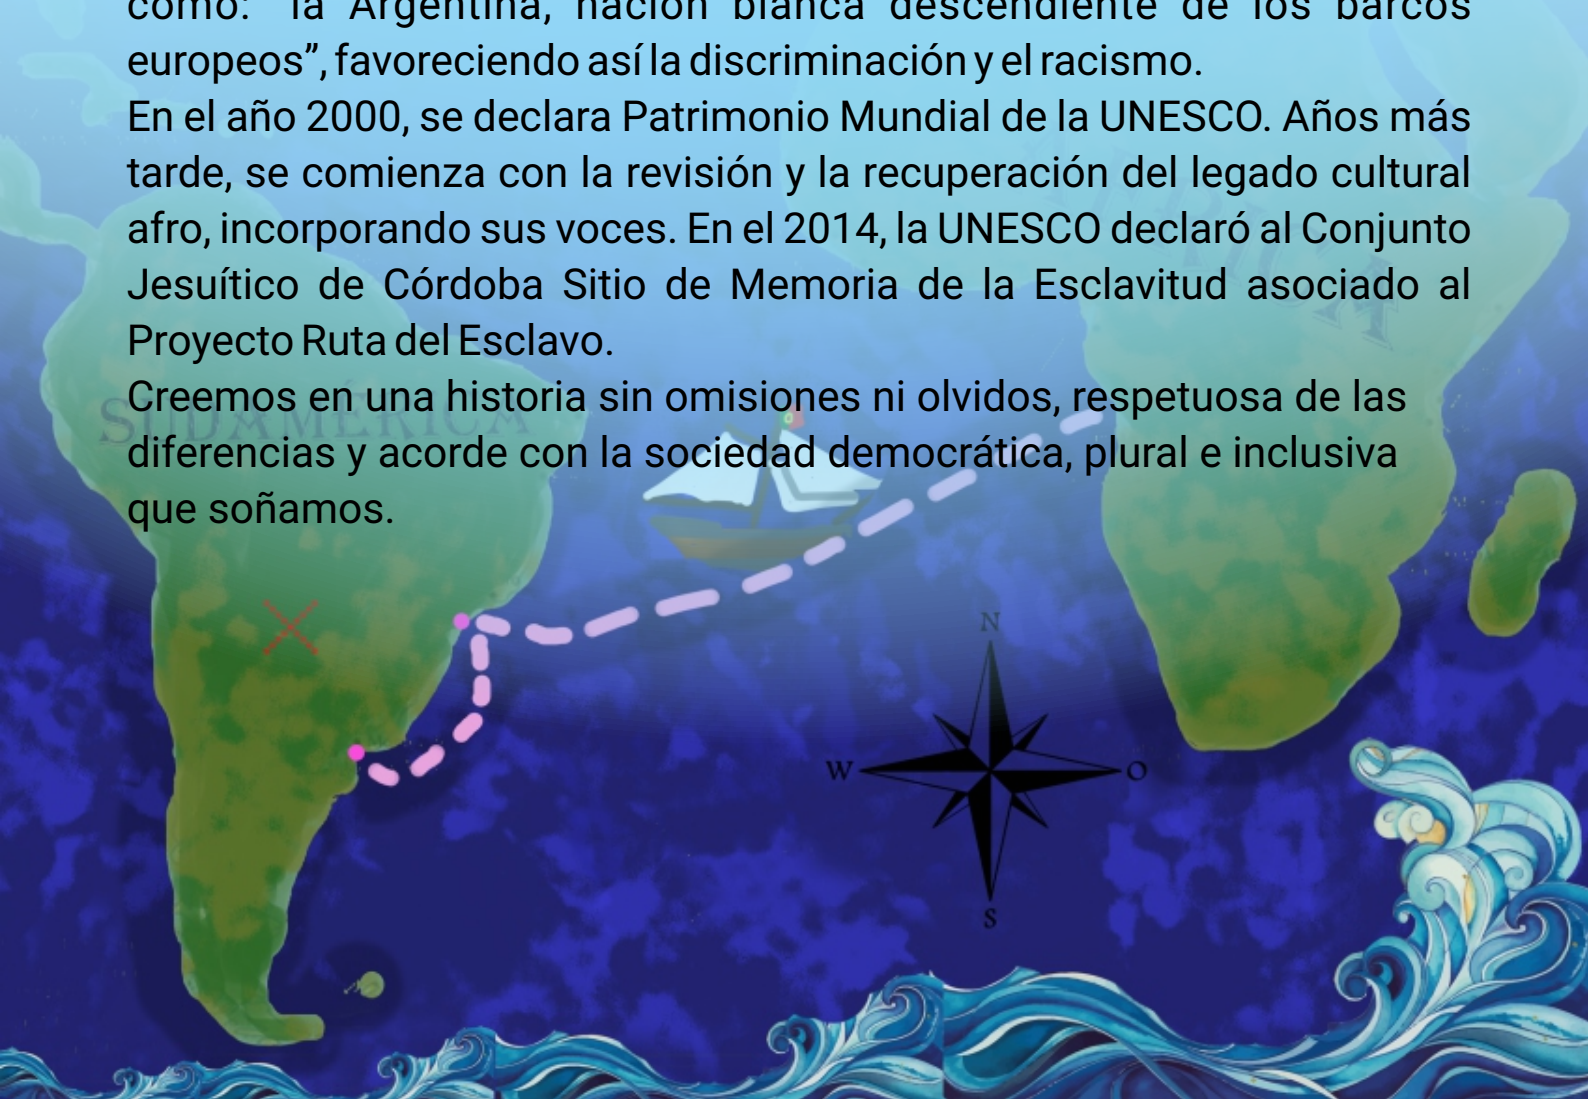 como: "la Argentina, nación blanca descendiente de los barcos
europeos”, favoreciendo así la discriminación y el racismo.
En el año 2000, se declara Patrimonio Mundial de la UNESCO. Años más
tarde, se comienza con la revisión y la recuperación del legado cultural
afro, incorporando sus voces. En el 2014, la UNESCO declaró al Conjunto
Jesuítico de Córdoba Sitio de Memoria de la Esclavitud asociado al
Proyecto Ruta del Esclavo.
Creemos en una historia sin omisiones ni olvidos, respetuosa de las
diferencias y acorde con la sociedad democrática, plural e inclusiva
que soñamos.
SUDAMÉRICA
ÁFRICA
N
W O
S